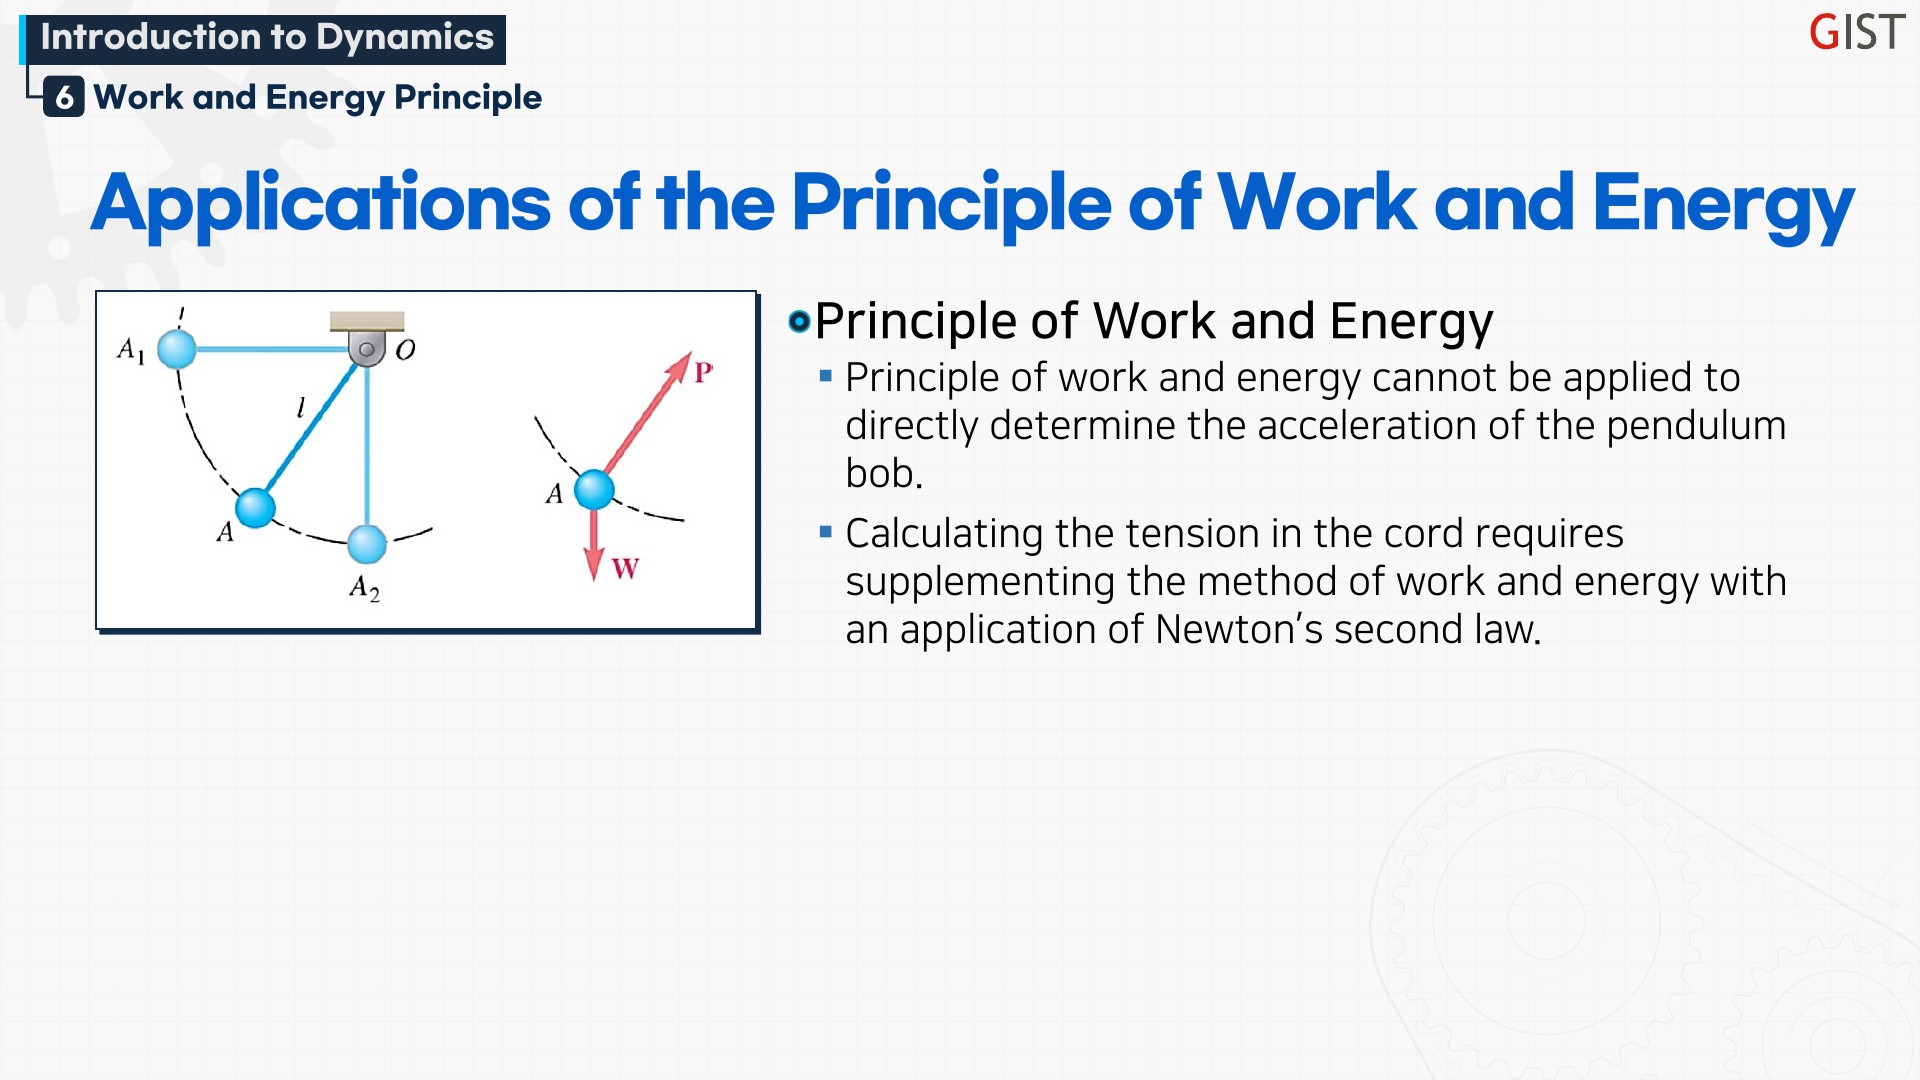 Introduction to Dynamics
GIST
6 Work and Energy Principle
Applications of the Principle of Work and Energy
A1
O
l
A
A2
P
A
W
Principle of Work and Energy
Principle of work and energy cannot be applied to
directly determine the acceleration of the pendulum
bob.
Calculating the tension in the cord requires
supplementing the method of work and energy with
an application of Newton's second law.